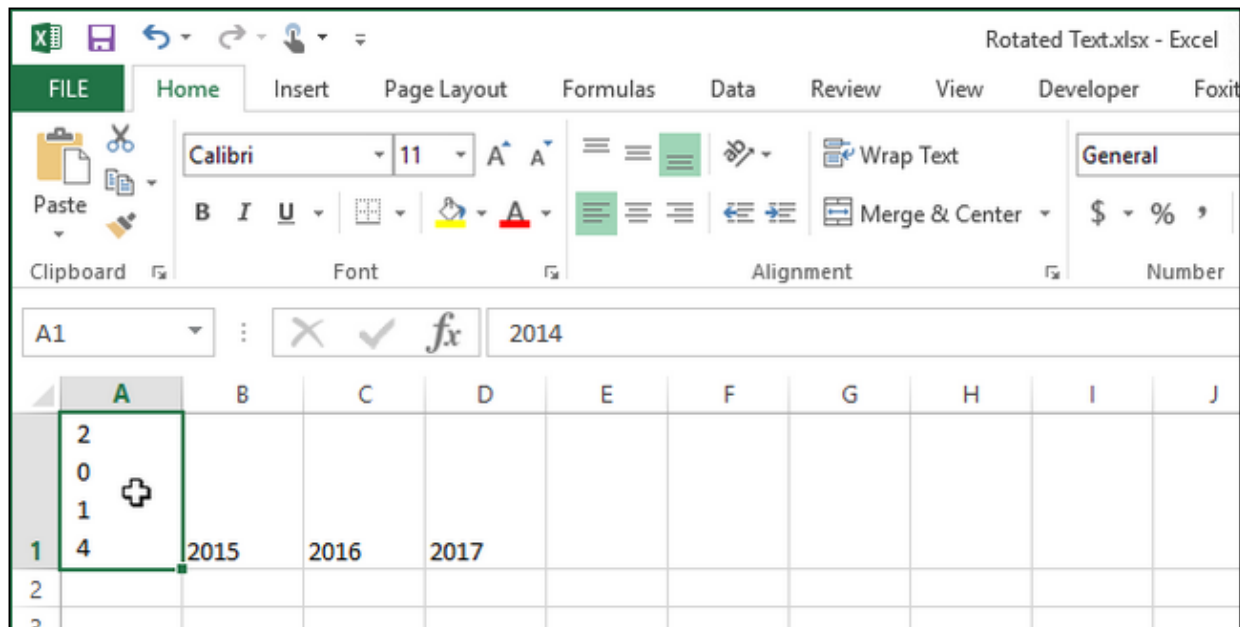 Rotated Text.xlsx - Excel
FILE Home Insert Page Layout Formulas Data Review View Developer Foxit
Calibri 11 A A Wrap Text General
Paste B I U A Merge & Center $ % ,
Clipboard Font Alignment Number
A1 fx 2014
A B C D E F G H I J
2
0
1
1 4 2015 2016 2017
2